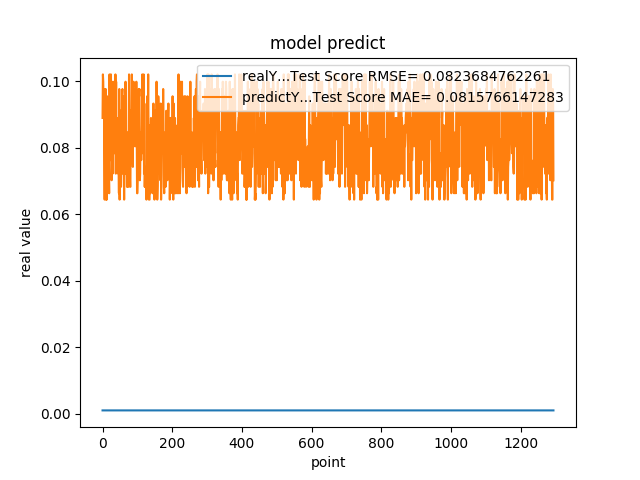 model predict
realY...Test Score RMSE= 0.0823684762261
predictY...Test Score MAE= 0.0815766147283
0.10
0.08
0.06
0.04
0.02
0.00
real value
0 200 400 600 800 1000 1200
point